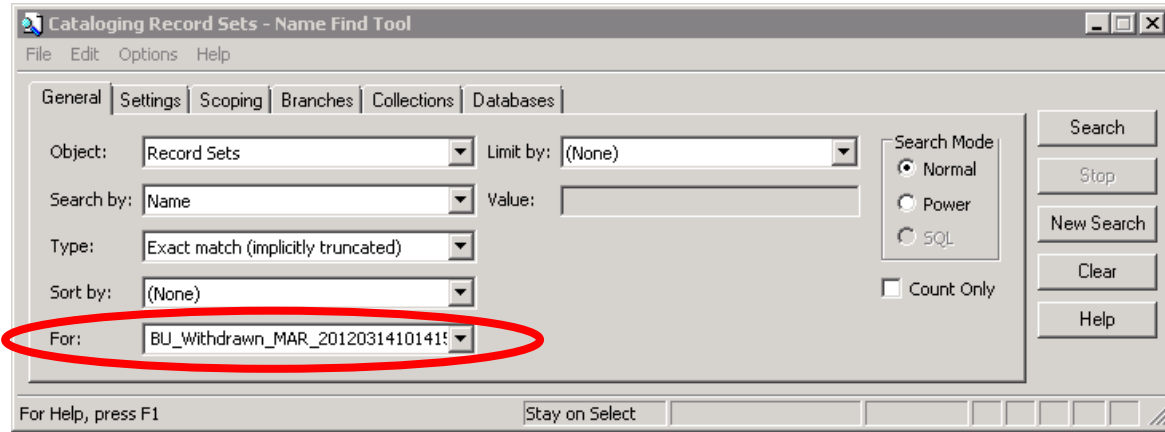 Cataloging Record Sets - Name Find Tool
File Edit Options Help
General Settings Scoping Branches Collections Databases
Object: Record Sets Limit by: (None)
Search by: Name Value:
Type: Exact match (implicitly truncated)
Sort by: (None)
For: BU_Withdrawn_MAR_20120314101415
Search Mode
Normal
Power
SQL
Count Only
Search
Stop
New Search
Clear
Help
For Help, press F1 Stay on Select